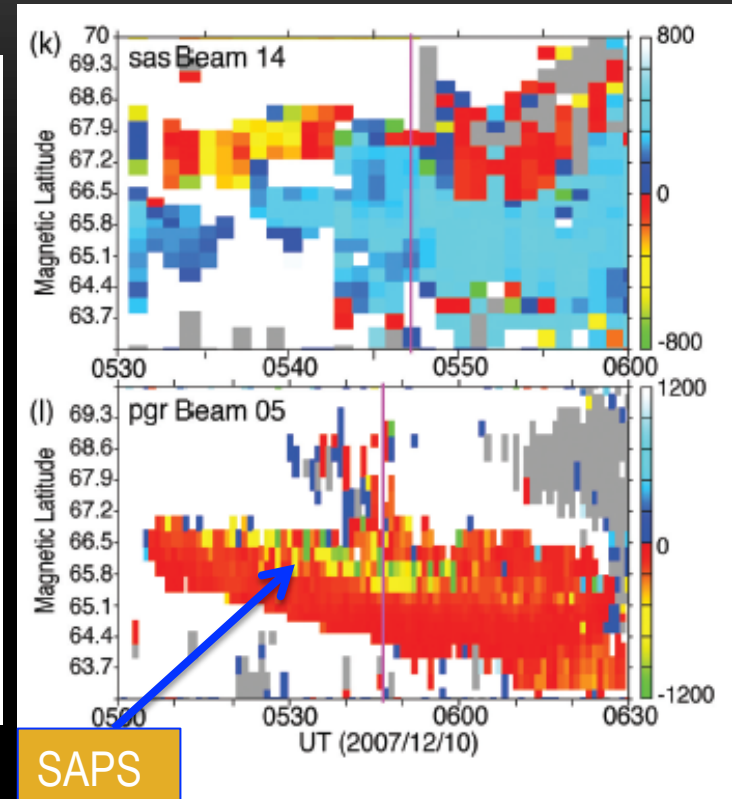 (k)
sas Beam 14
70
69.3
68.6
67.9
67.2
66.5
65.8
65.1
64.4
63.7
Magnetic Latitude
800
0
-800
0530 0540 0550 0600
(l)
pgr Beam 05
69.3
68.6
67.9
67.2
66.5
65.8
65.1
64.4
63.7
Magnetic Latitude
1200
0
-1200
0500 0530 0600 0630
UT (2007/12/10)
SAPS